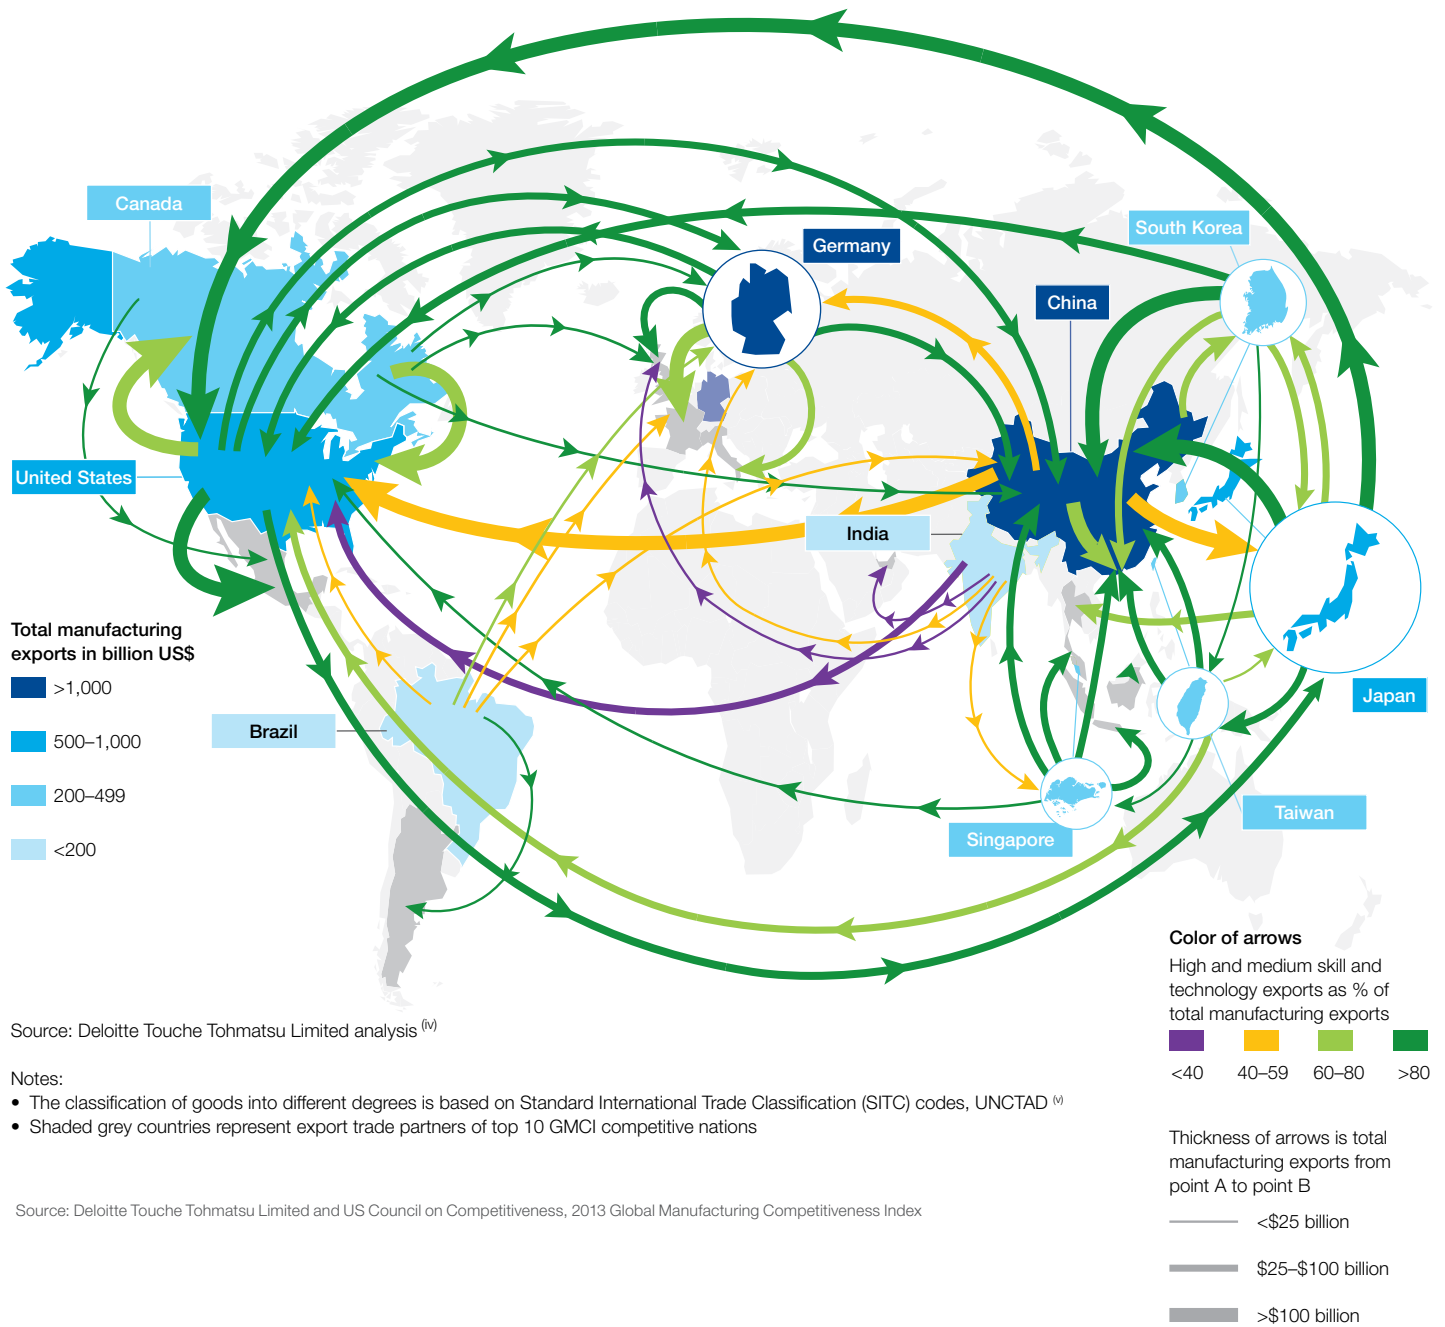 Canada
South Korea
Germany
China
United States
India
Total manufacturing
exports in billion US$
>1,000
500–1,000
200–499
<200
Brazil
Japan
Taiwan
Singapore
Color of arrows
High and medium skill and
technology exports as % of
total manufacturing exports
<40 40–59 60–80 >80
Source: Deloitte Touche Tohmatsu Limited analysis (iv)
Notes:
• The classification of goods into different degrees is based on Standard International Trade Classification (SITC) codes, UNCTAD (v)
• Shaded grey countries represent export trade partners of top 10 GMCI competitive nations
Thickness of arrows is total
manufacturing exports from
point A to point B
<$25 billion
$25–$100 billion
>$100 billion
Source: Deloitte Touche Tohmatsu Limited and US Council on Competitiveness, 2013 Global Manufacturing Competitiveness Index